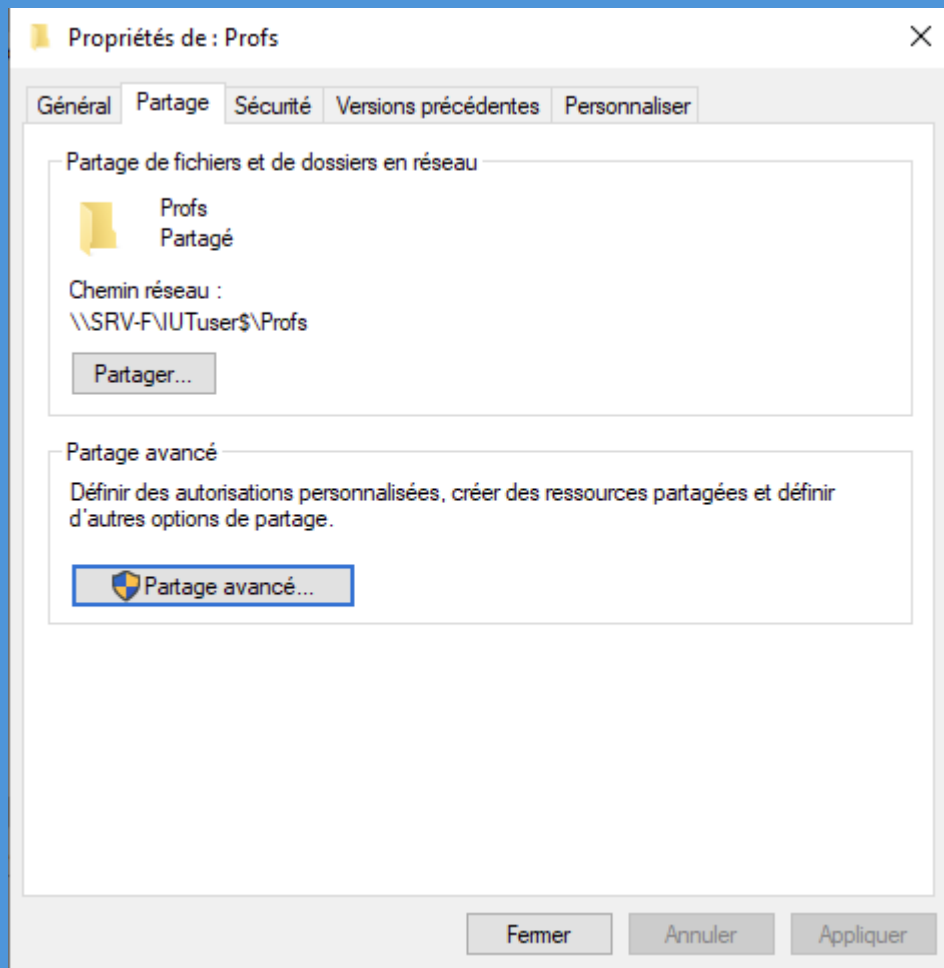 Propriétés de : Profs
Général
Partage
Sécurité
Versions précédentes
Personnaliser
Partage de fichiers et de dossiers en réseau
Profs
Partagé
Chemin réseau :
\\SRV-F\IUTuser$\Profs
Partager...
Partage avancé
Définir des autorisations personnalisées, créer des ressources partagées et définir
d'autres options de partage.
Partage avancé...
Fermer
Annuler
Appliquer